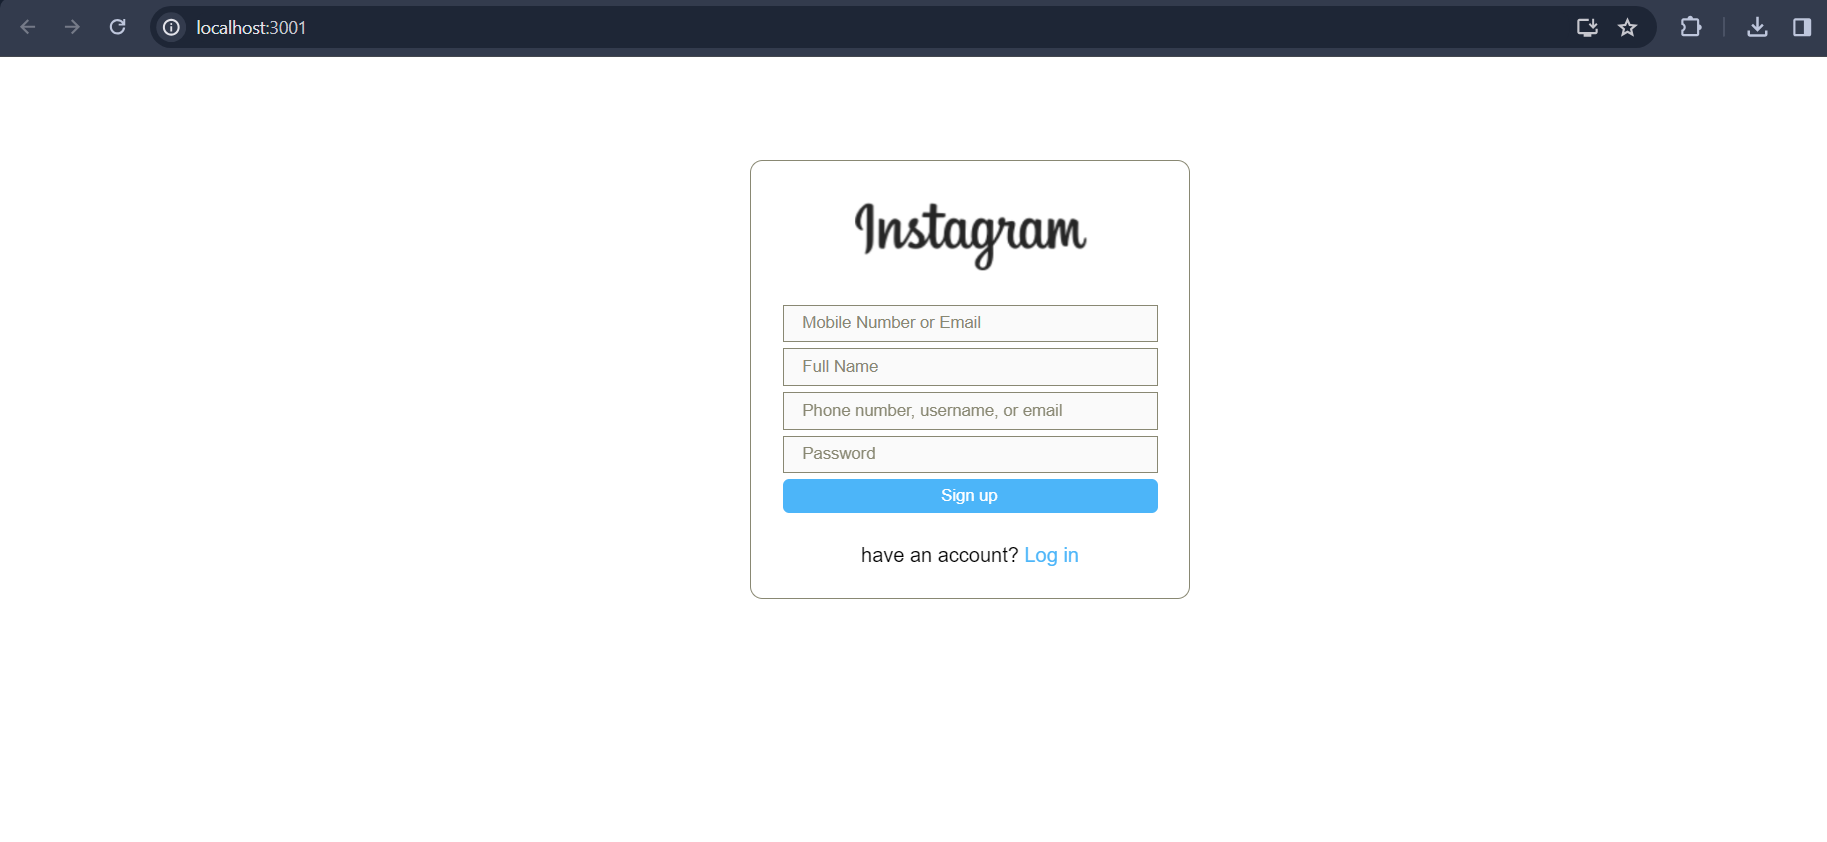 localhost:3001
Instagram
Mobile Number or Email
Full Name
Phone number, username, or email
Password
Sign up
have an account? Log in